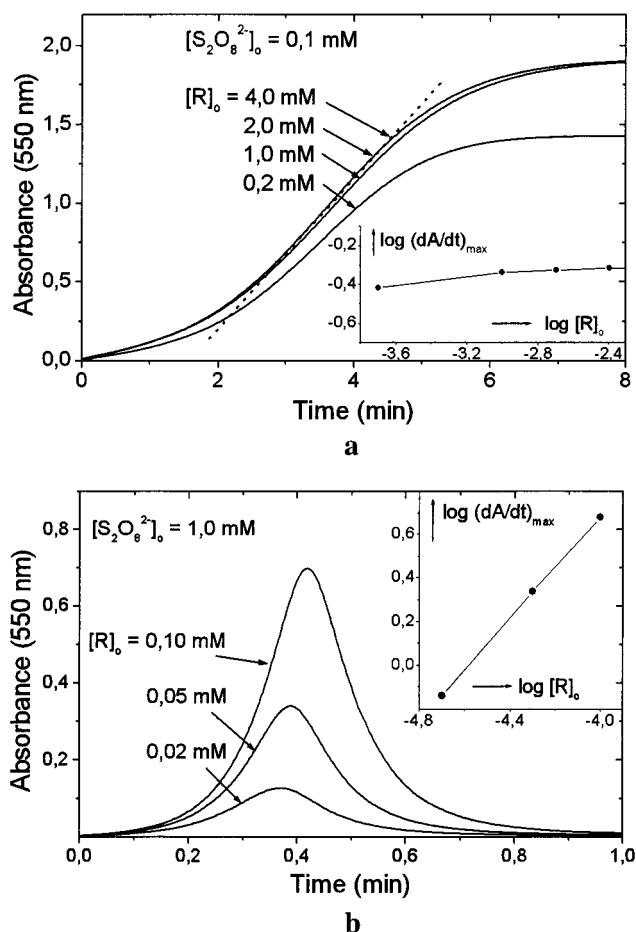 [S₂O₈²⁻]ₒ = 0,1 mM
[R]ₒ = 4,0 mM
2,0 mM
1,0 mM
0,2 mM
Absorbance (550 nm)
2,0
1,5
1,0
0,5
0,0
0 2 4 6 8
Time (min)
log (dA/dt)max
-0,2
-0,4
-0,6
log [R]ₒ
-3.6 -3.2 -2.8 -2.4
a
[S₂O₈²⁻]ₒ = 1,0 mM
[R]ₒ = 0,10 mM
0,05 mM
0,02 mM
Absorbance (550 nm)
0,8
0,6
0,4
0,2
0,0
0,0 0,2 0,4 0,6 0,8 1,0
Time (min)
log (dA/dt)max
0,6
0,4
0,0
log [R]ₒ
-4,8 -4,4 -4,0
b